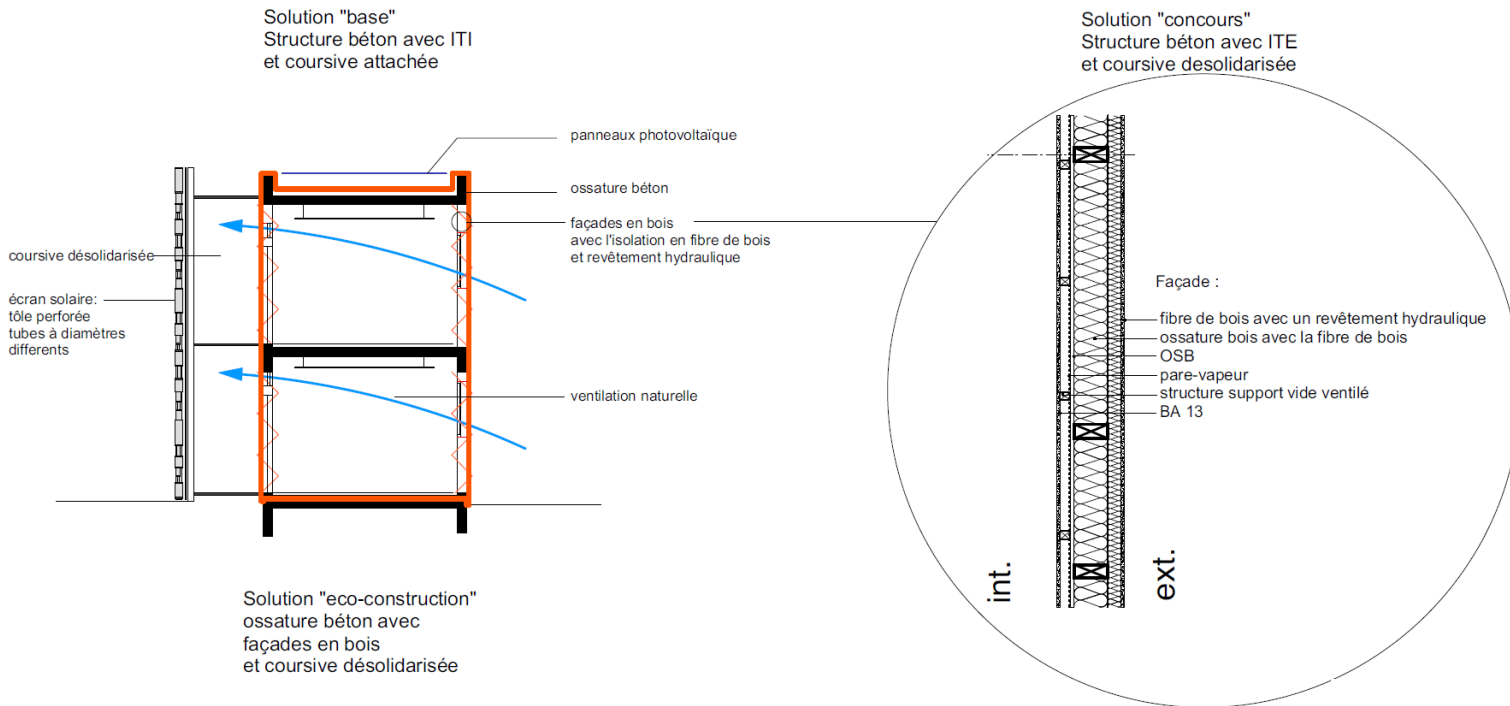 Solution "base"
Structure béton avec ITI
et coursive attachée
Solution "concours"
Structure béton avec ITE
et coursive desolidarisée
panneaux photovoltaïque
ossature béton
façades en bois
avec l'isolation en fibre de bois
et revêtement hydraulique
coursive désolidarisée
écran solaire:
tôle perforée
tubes à diamètres
differents
ventilation naturelle
Façade :
fibre de bois avec un revêtement hydraulique
ossature bois avec la fibre de bois
OSB
pare-vapeur
structure support vide ventilé
BA 13
int.
ext.
Solution "eco-construction"
ossature béton avec
façades en bois
et coursive désolidarisée